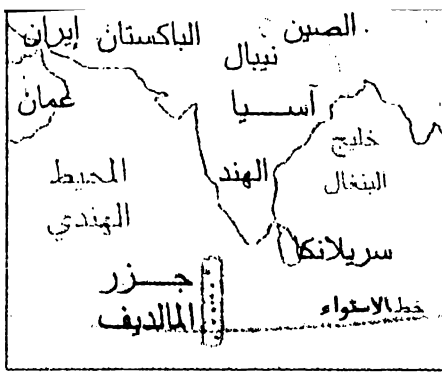 إيران
الباكستان
الصين
نيبال
عمان
آسيا
خليج
البنغال
المحيط
الهندي
الهند
سريلانكا
جزر
المالديف
خط الاستواء